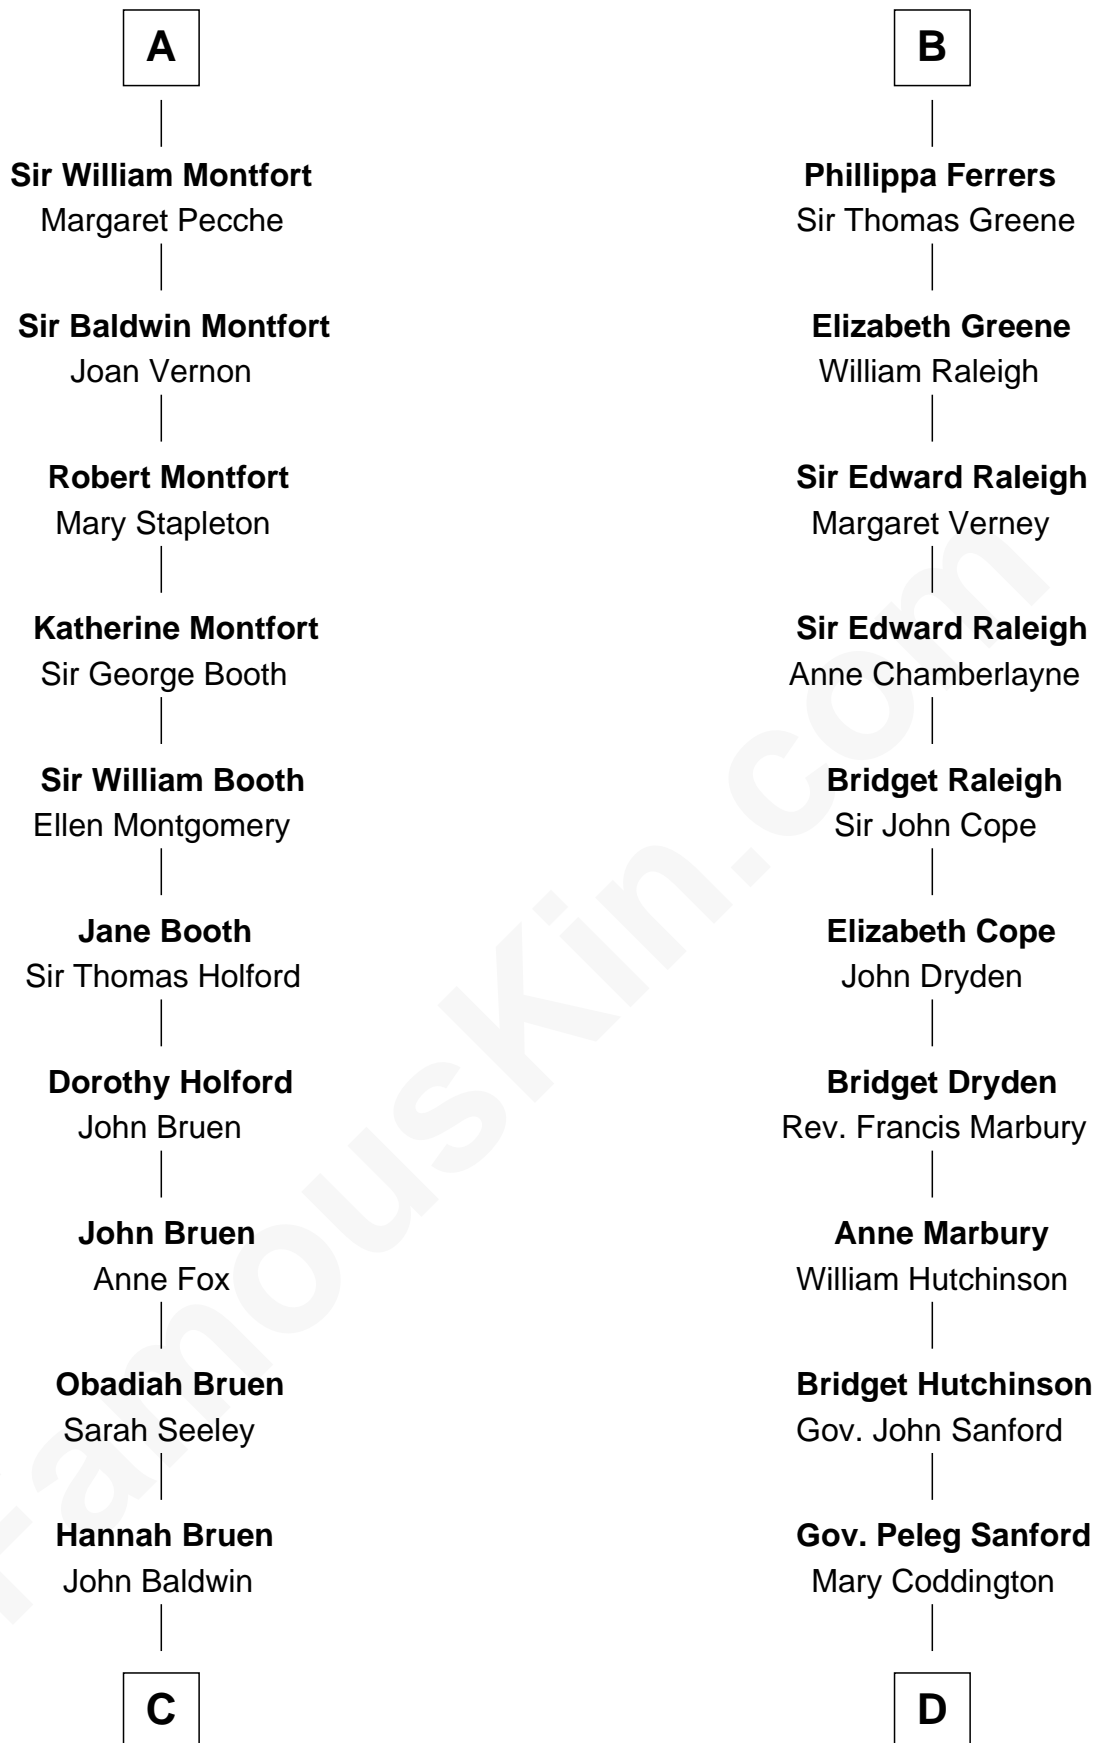 A
Sir William Montfort
Margaret Pecche
Sir Baldwin Montfort
Joan Vernon
Robert Montfort
Mary Stapleton
Katherine Montfort
Sir George Booth
Sir William Booth
Ellen Montgomery
Jane Booth
Sir Thomas Holford
Dorothy Holford
John Bruen
John Bruen
Anne Fox
Obadiah Bruen
Sarah Seeley
Hannah Bruen
John Baldwin
C
B
Phillippa Ferrers
Sir Thomas Greene
Elizabeth Greene
William Raleigh
Sir Edward Raleigh
Margaret Verney
Sir Edward Raleigh
Anne Chamberlayne
Bridget Raleigh
Sir John Cope
Elizabeth Cope
John Dryden
Bridget Dryden
Rev. Francis Marbury
Anne Marbury
William Hutchinson
Bridget Hutchinson
Gov. John Sanford
Gov. Peleg Sanford
Mary Coddington
D
FamousKin.com